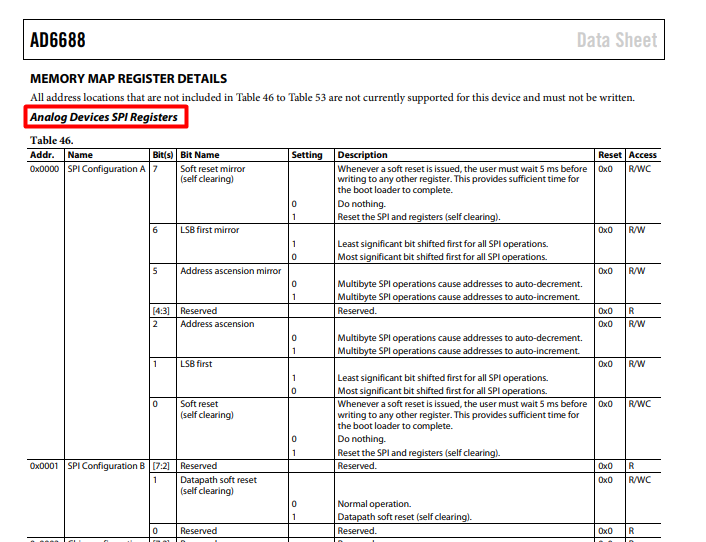 AD6688 Data Sheet
MEMORY MAP REGISTER DETAILS
All address locations that are not included in Table 46 to Table 53 are not currently supported for this device and must not be written.
Analog Devices SPI Registers
Table 46.
Addr. Name Bit(s) Bit Name Setting Description Reset Access
0x0000 SPI Configuration A 7 Soft reset mirror Whenever a soft reset is issued, the user must wait 5 ms before 0x0 R/WC
(self clearing) writing to any other register. This provides sufficient time for
the boot loader to complete.
0 Do nothing.
1 Reset the SPI and registers (self clearing).
6 LSB first mirror 0x0 R/W
1 Least significant bit shifted first for all SPI operations.
0 Most significant bit shifted first for all SPI operations.
5 Address ascension mirror 0x0 R/W
0 Multibyte SPI operations cause addresses to auto-decrement.
1 Multibyte SPI operations cause addresses to auto-increment.
[4:3] Reserved Reserved. 0x0 R
2 Address ascension 0x0 R/W
0 Multibyte SPI operations cause addresses to auto-decrement.
1 Multibyte SPI operations cause addresses to auto-increment.
1 LSB first 0x0 R/W
1 Least significant bit shifted first for all SPI operations.
0 Most significant bit shifted first for all SPI operations.
0 Soft reset Whenever a soft reset is issued, the user must wait 5 ms before 0x0 R/WC
(self clearing) writing to any other register. This provides sufficient time for
the boot loader to complete.
0 Do nothing.
1 Reset the SPI and registers (self clearing).
0x0001 SPI Configuration B [7:2] Reserved Reserved. 0x0 R
1 Datapath soft reset 0x0 R/WC
(self clearing)
0 Normal operation.
1 Datapath soft reset (self clearing).
0 Reserved Reserved. 0x0 R